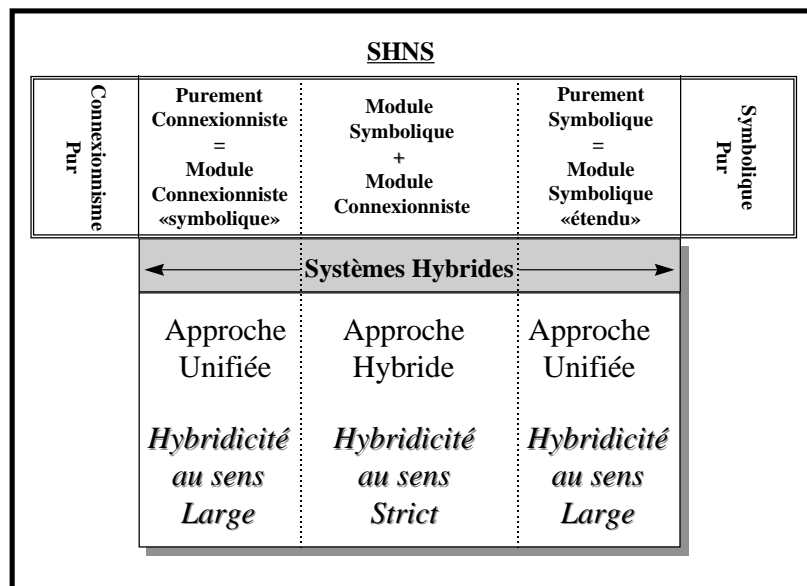 SHNS
Connexionnisme
Pur
Purement
Connexionniste
=
Module
Connexionniste
«symbolique»
Module
Symbolique
+
Module
Connexionniste
Purement
Symbolique
=
Module
Symbolique
«étendu»
Symbolique
Pur
Systèmes Hybrides
Approche
Unifiée
Hybridicité
au sens
Large
Approche
Hybride
Hybridicité
au sens
Strict
Approche
Unifiée
Hybridicité
au sens
Large